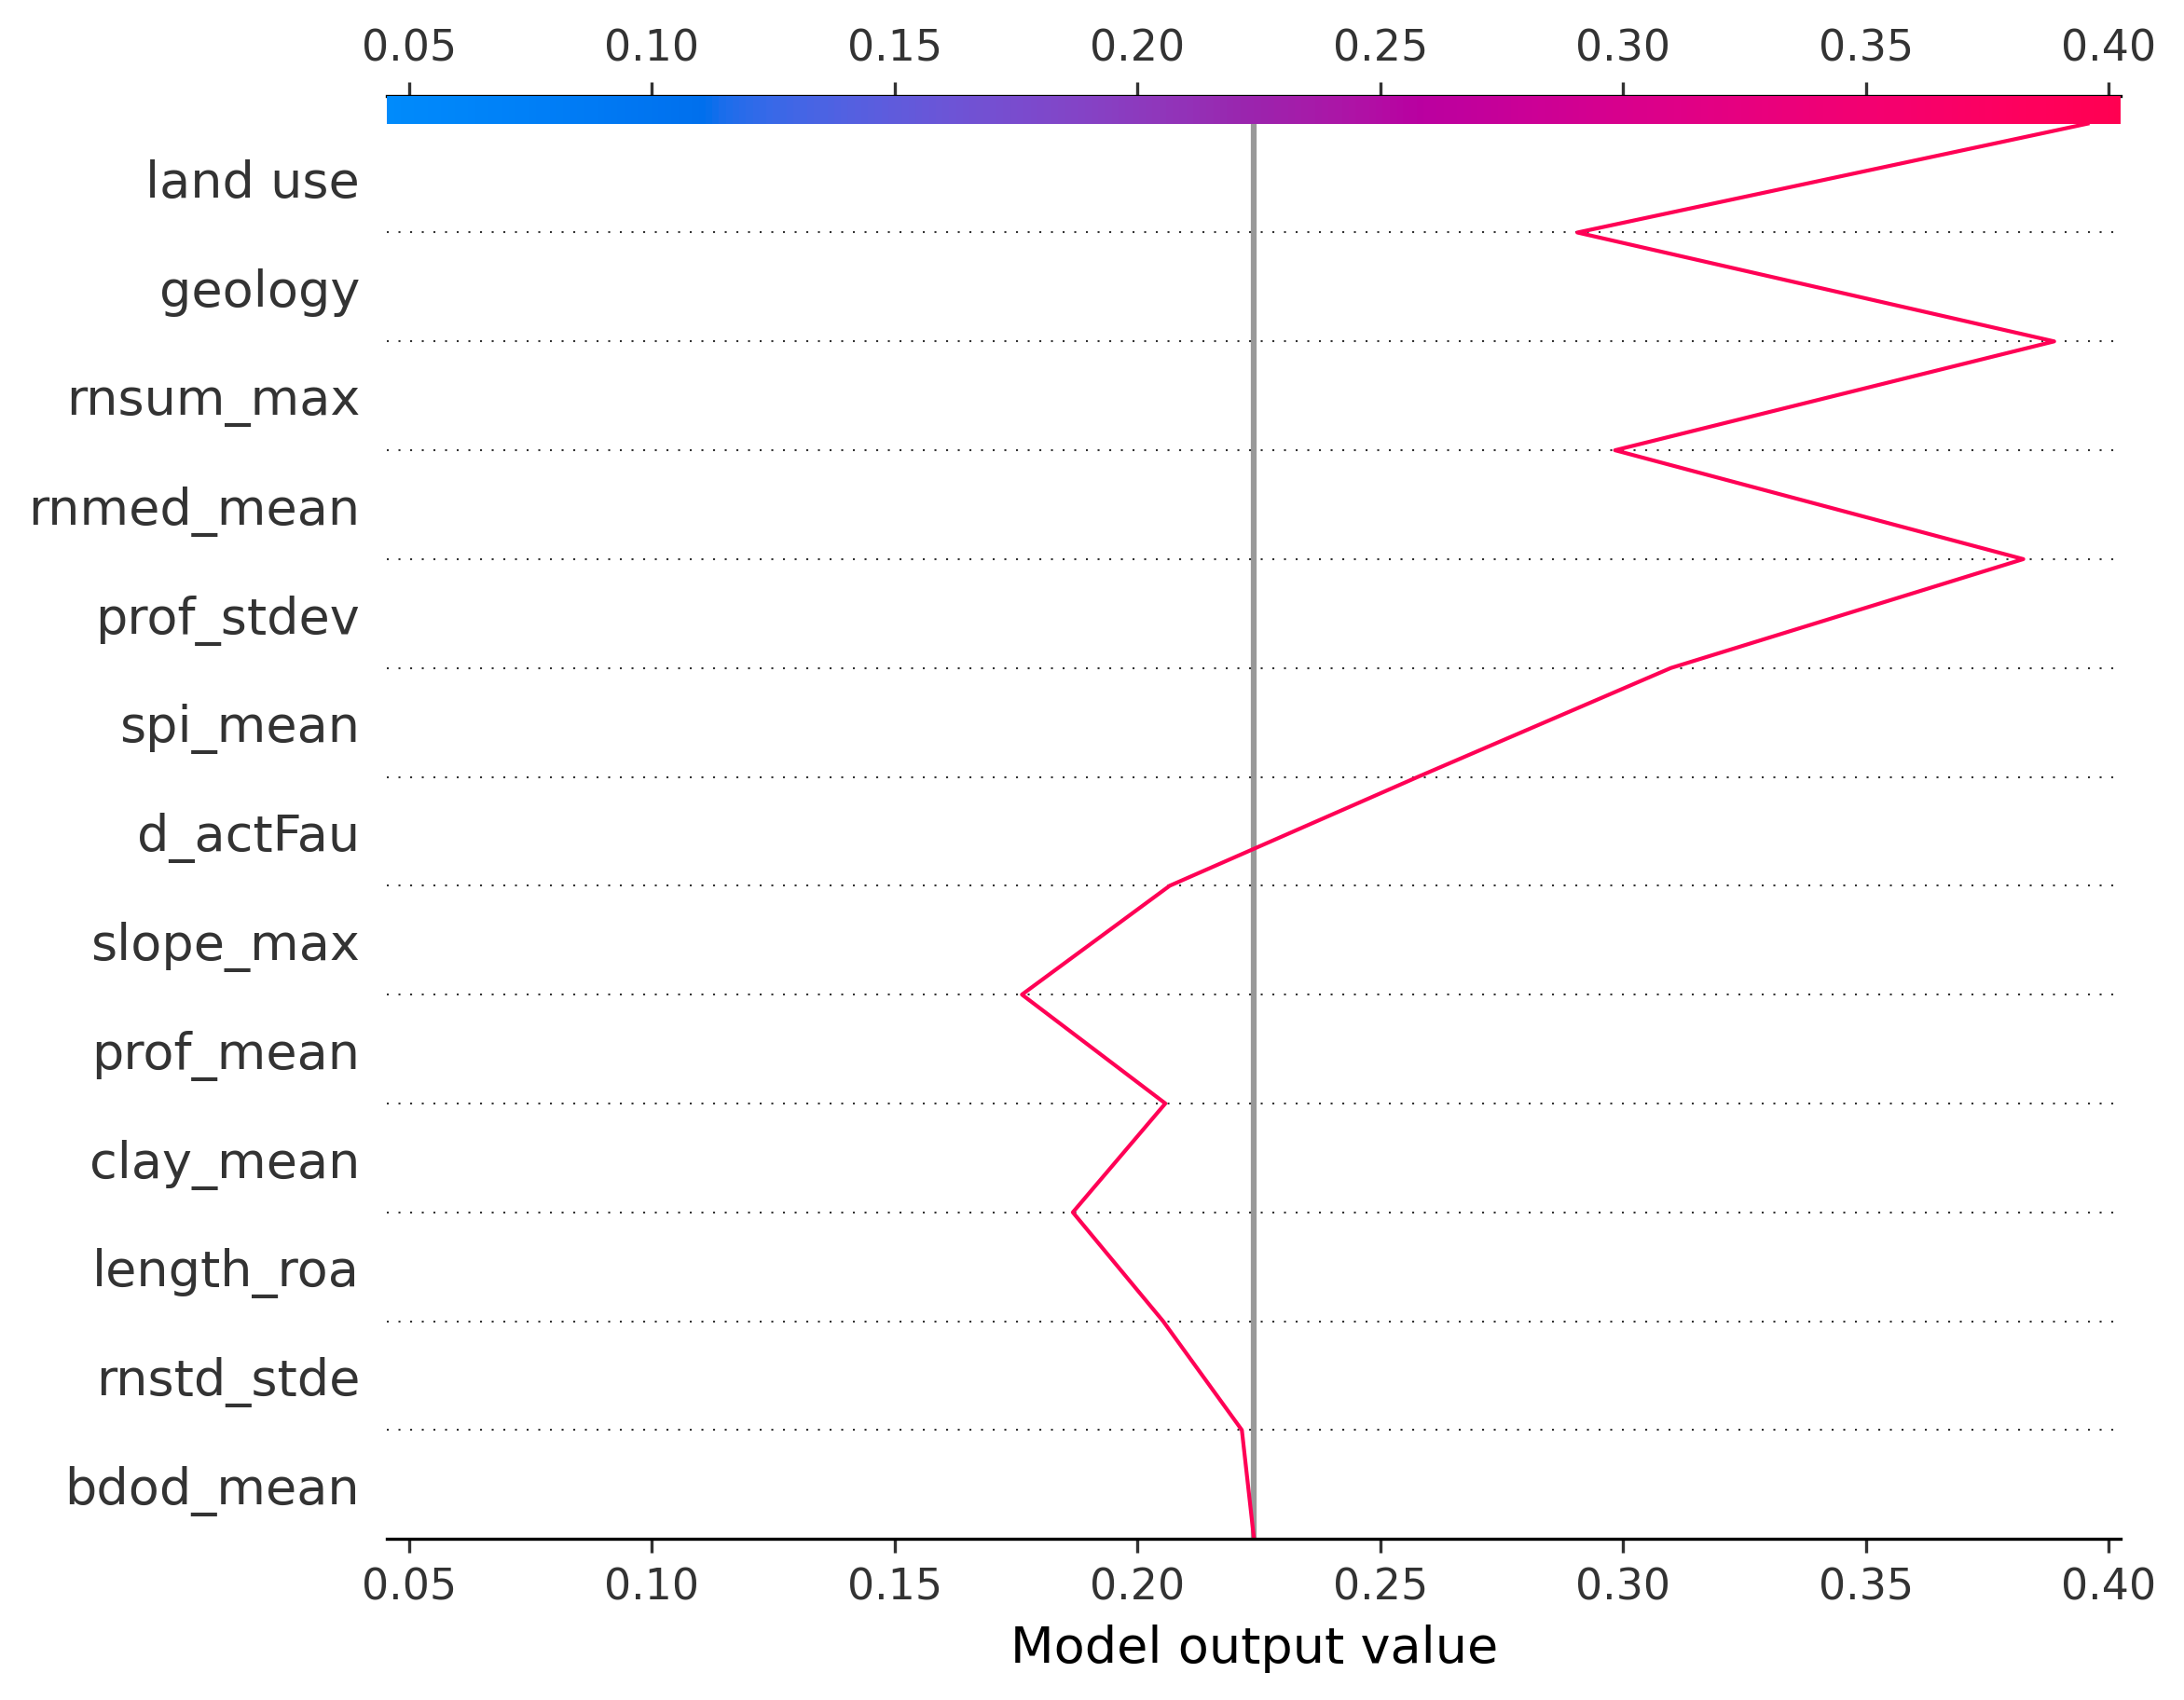 0.05 0.10 0.15 0.20 0.25 0.30 0.35 0.40
land use
geology
rnsum_max
rnmed_mean
prof_stdev
spi_mean
d_actFau
slope_max
prof_mean
clay_mean
length_roa
rnstd_stde
bdod_mean
0.05 0.10 0.15 0.20 0.25 0.30 0.35 0.40
Model output value